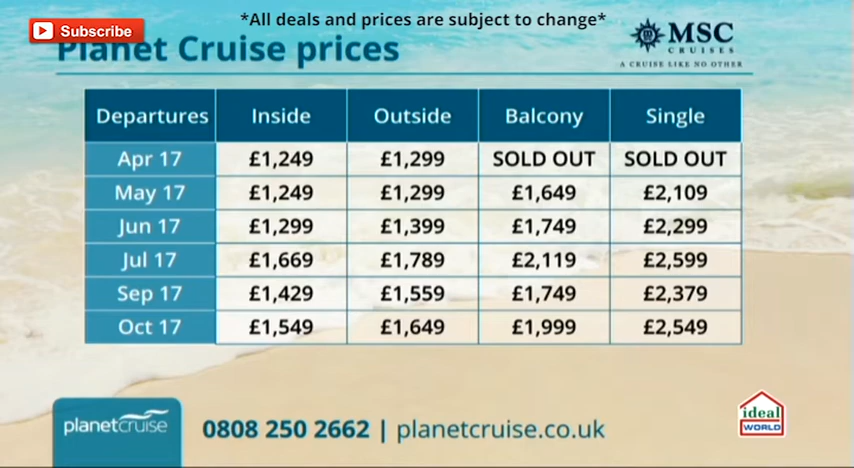 *All deals and prices are subject to change*
Subscribe
Planet Cruise prices
MSC
CRUISES
A CRUISE LIKE NO OTHER
Departures Inside Outside Balcony Single
Apr 17 £1,249 £1,299 SOLD OUT SOLD OUT
May 17 £1,249 £1,299 £1,649 £2,109
Jun 17 £1,299 £1,399 £1,749 £2,299
Jul 17 £1,669 £1,789 £2,119 £2,599
Sep 17 £1,429 £1,559 £1,749 £2,379
Oct 17 £1,549 £1,649 £1,999 £2,549
planetcruise
0808 250 2662 | planetcruise.co.uk
ideal
WORLD